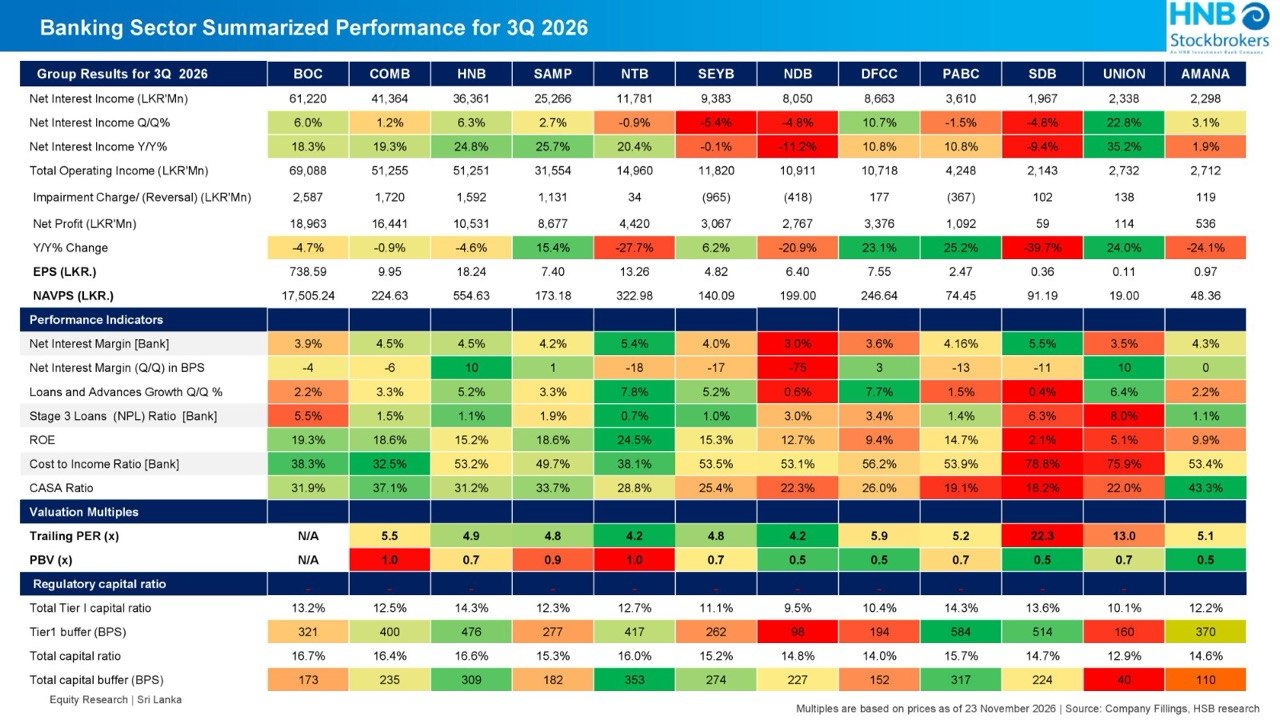 Banking Sector Summarized Performance for 3Q 2026
HNB
Stockbrokers
An HNB Investment Bank Company
Group Results for 3Q 2026 BOC COMB HNB SAMP NTB SEYB NDB DFCC PABC SDB UNION AMANA
Net Interest Income (LKR'Mn) 61,220 41,364 36,361 25,266 11,781 9,383 8,050 8,663 3,610 1,967 2,338 2,298
Net Interest Income Q/Q% 6.0% 1.2% 6.3% 2.7% -0.9% -5.4% -4.8% 10.7% -1.5% -4.8% 22.8% 3.1%
Net Interest Income Y/Y% 18.3% 19.3% 24.8% 25.7% 20.4% -0.1% -11.2% 10.8% 10.8% -9.4% 35.2% 1.9%
Total Operating Income (LKR'Mn) 69,088 51,255 51,251 31,554 14,960 11,820 10,911 10,718 4,248 2,143 2,732 2,712
Impairment Charge/ (Reversal) (LKR'Mn) 2,587 1,720 1,592 1,131 34 (965) (418) 177 (367) 102 138 119
Net Profit (LKR'Mn) 18,963 16,441 10,531 8,677 4,420 3,067 2,767 3,376 1,092 59 114 536
Y/Y% Change -4.7% -0.9% -4.6% 15.4% -27.7% 6.2% -20.9% 23.1% 25.2% -39.7% 24.0% -24.1%
EPS (LKR.) 738.59 9.95 18.24 7.40 13.26 4.82 6.40 7.55 2.47 0.36 0.11 0.97
NAVPS (LKR.) 17,505.24 224.63 554.63 173.18 322.98 140.09 199.00 246.64 74.45 91.19 19.00 48.36
Performance Indicators
Net Interest Margin [Bank] 3.9% 4.5% 4.5% 4.2% 5.4% 4.0% 3.0% 3.6% 4.16% 5.5% 3.5% 4.3%
Net Interest Margin (Q/Q) in BPS -4 -6 10 1 -18 -17 -75 3 -13 -11 10 0
Loans and Advances Growth Q/Q % 2.2% 3.3% 5.2% 3.3% 7.8% 5.2% 0.6% 7.7% 1.5% 0.4% 6.4% 2.2%
Stage 3 Loans (NPL) Ratio [Bank] 5.5% 1.5% 1.1% 1.9% 0.7% 1.0% 3.0% 3.4% 1.4% 6.3% 8.0% 1.1%
ROE 19.3% 18.6% 15.2% 18.6% 24.5% 15.3% 12.7% 9.4% 14.7% 2.1% 5.1% 9.9%
Cost to Income Ratio [Bank] 38.3% 32.5% 53.2% 49.7% 38.1% 53.5% 53.1% 56.2% 53.9% 78.8% 75.9% 53.4%
CASA Ratio 31.9% 37.1% 31.2% 33.7% 28.8% 25.4% 22.3% 26.0% 19.1% 18.2% 22.0% 43.3%
Valuation Multiples
Trailing PER (x) N/A 5.5 4.9 4.8 4.2 4.8 4.2 5.9 5.2 22.3 13.0 5.1
PBV (x) N/A 1.0 0.7 0.9 1.0 0.7 0.5 0.5 0.7 0.5 0.7 0.5
Regulatory capital ratio - - - - - - - - - - - -
Total Tier I capital ratio 13.2% 12.5% 14.3% 12.3% 12.7% 11.1% 9.5% 10.4% 14.3% 13.6% 10.1% 12.2%
Tier1 buffer (BPS) 321 400 476 277 417 262 98 194 584 514 160 370
Total capital ratio 16.7% 16.4% 16.6% 15.3% 16.0% 15.2% 14.8% 14.0% 15.7% 14.7% 12.9% 14.6%
Total capital buffer (BPS) 173 235 309 182 353 274 227 152 317 224 40 110
Equity Research | Sri Lanka
Multiples are based on prices as of 23 November 2026 | Source: Company Fillings, HSB research